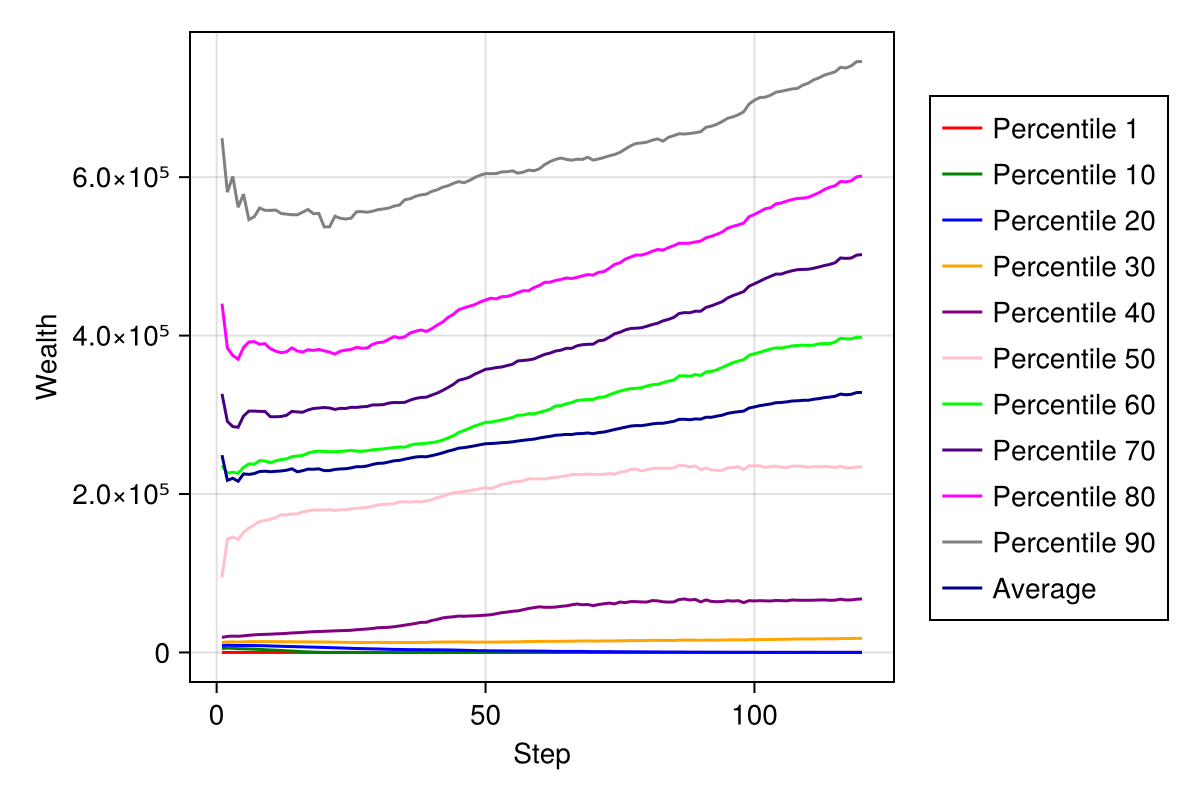 6.0×10⁵
4.0×10⁵
2.0×10⁵
0
Wealth
0 50 100
Step
Percentile 1
Percentile 10
Percentile 20
Percentile 30
Percentile 40
Percentile 50
Percentile 60
Percentile 70
Percentile 80
Percentile 90
Average